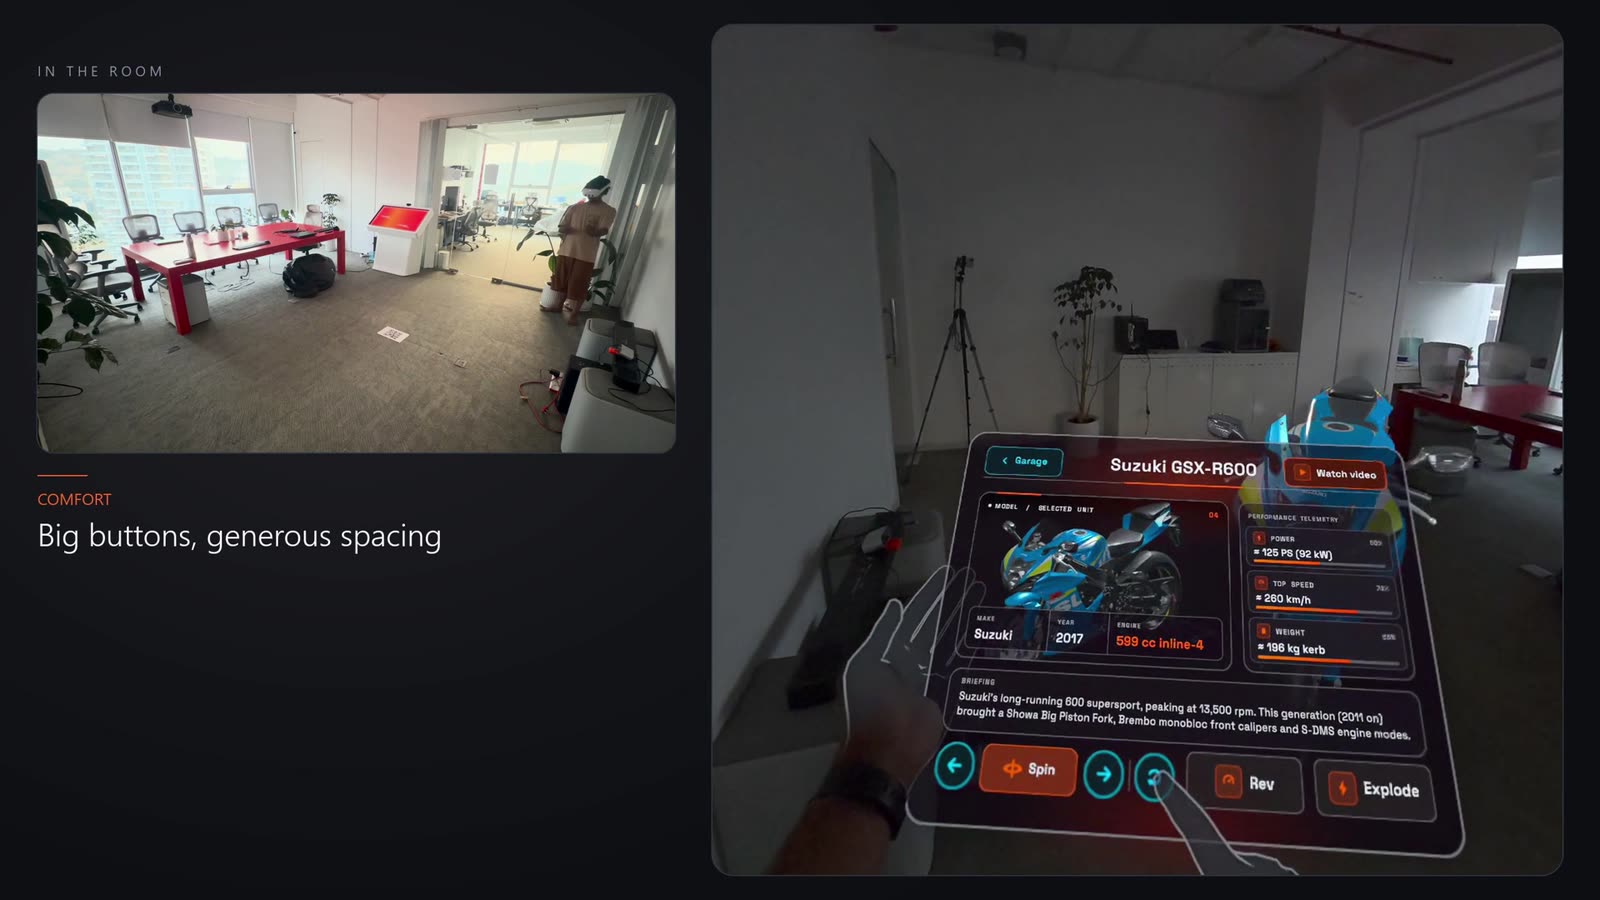 IN THE ROOM
COMFORT
Big buttons, generous spacing
Garage
Suzuki GSX-R600
Watch video
MODEL / SELECTED UNIT
04
PERFORMANCE TELEMETRY
POWER
≈ 125 PS (92 kW)
TOP SPEED
≈ 260 km/h
WEIGHT
≈ 196 kg kerb
MAKE
Suzuki
YEAR
2017
ENGINE
599 cc inline-4
BRIEFING
Suzuki's long-running 600 supersport, peaking at 13,500 rpm. This generation (2011 on)
brought a Showa Big Piston Fork, Brembo monobloc front calipers and S-DMS engine modes.
Spin
Rev
Explode